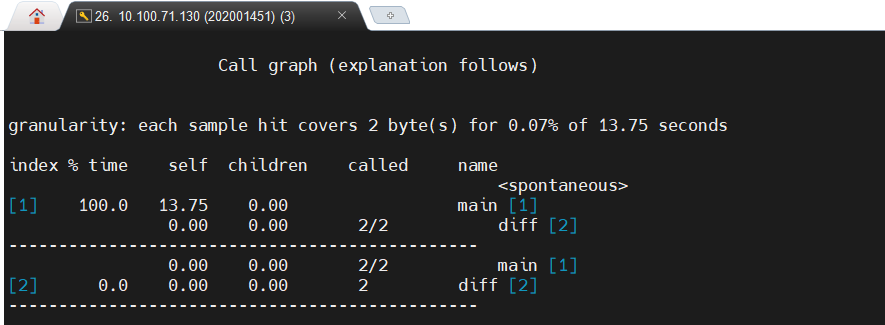 26. 10.100.71.130 (202001451) (3)
Call graph (explanation follows)
granularity: each sample hit covers 2 byte(s) for 0.07% of 13.75 seconds
index % time    self  children    called     name
                                                 <spontaneous>
[1]    100.0   13.75    0.00                 main [1]
                0.00    0.00       2/2           diff [2]
-----------------------------------------------
                0.00    0.00       2/2           main [1]
[2]      0.0    0.00    0.00       2         diff [2]
-----------------------------------------------